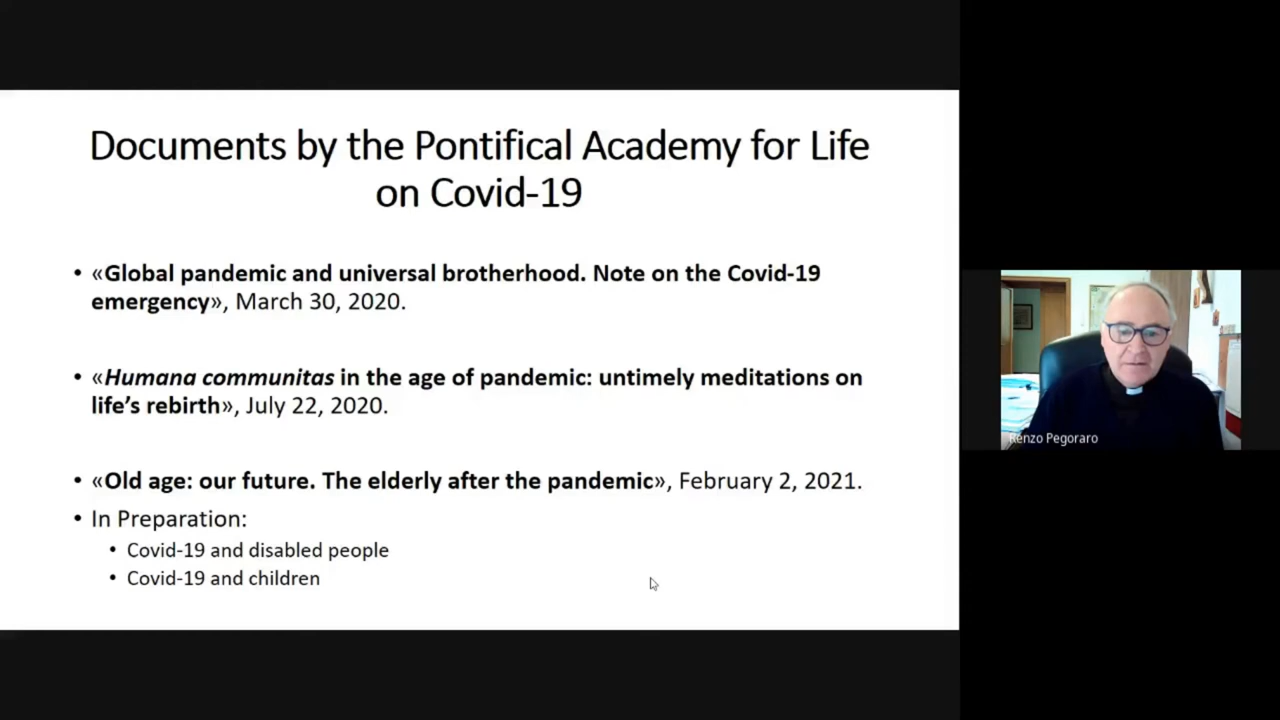 Documents by the Pontifical Academy for Life
on Covid-19
• «Global pandemic and universal brotherhood. Note on the Covid-19
emergency», March 30, 2020.
• «Humana communitas in the age of pandemic: untimely meditations on
life’s rebirth», July 22, 2020.
• «Old age: our future. The elderly after the pandemic», February 2, 2021.
• In Preparation:
• Covid-19 and disabled people
• Covid-19 and children
Renzo Pegoraro